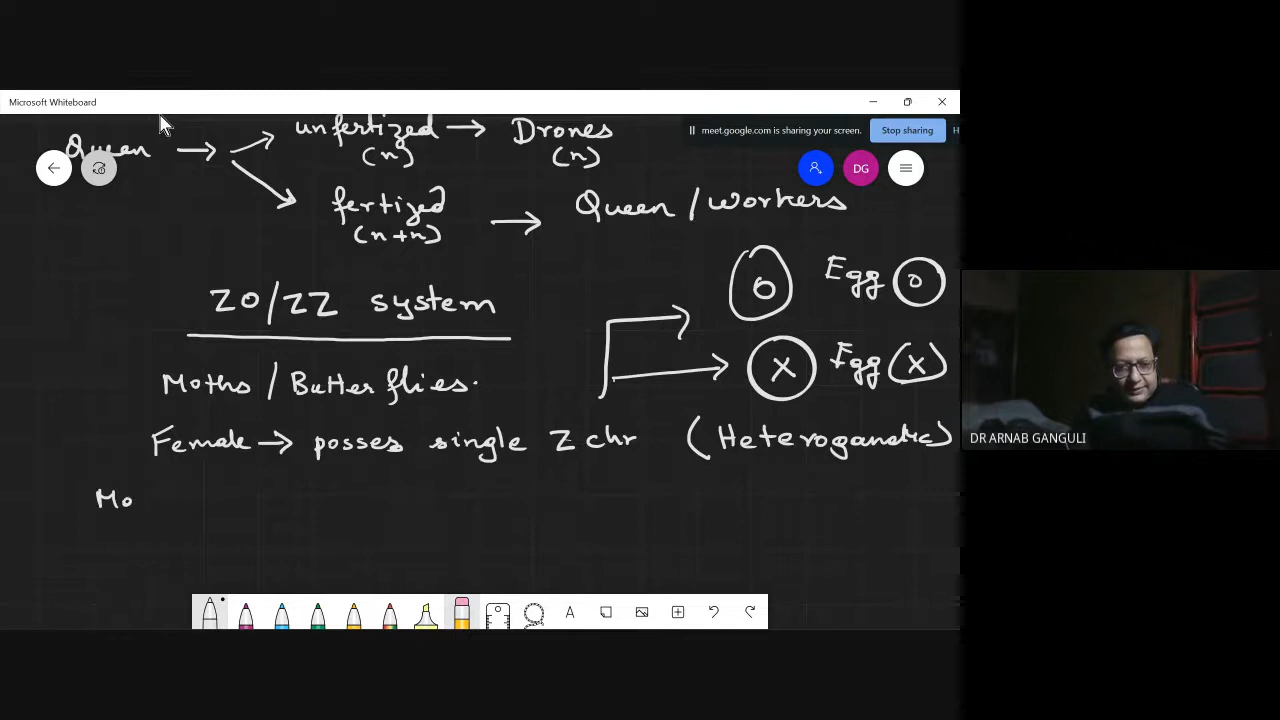 Microsoft Whiteboard
meet.google.com is sharing your screen. Stop sharing H
unfertized → Drones
Queen → (n) (n)
DG
fertized → Queen / workers
(n+n)
O Egg O
ZO/ZZ system
X Egg X
Moths / Butterflies.
Female → posses single Z chr (Heteroganetic)
DR ARNAB GANGULI
Mo
A